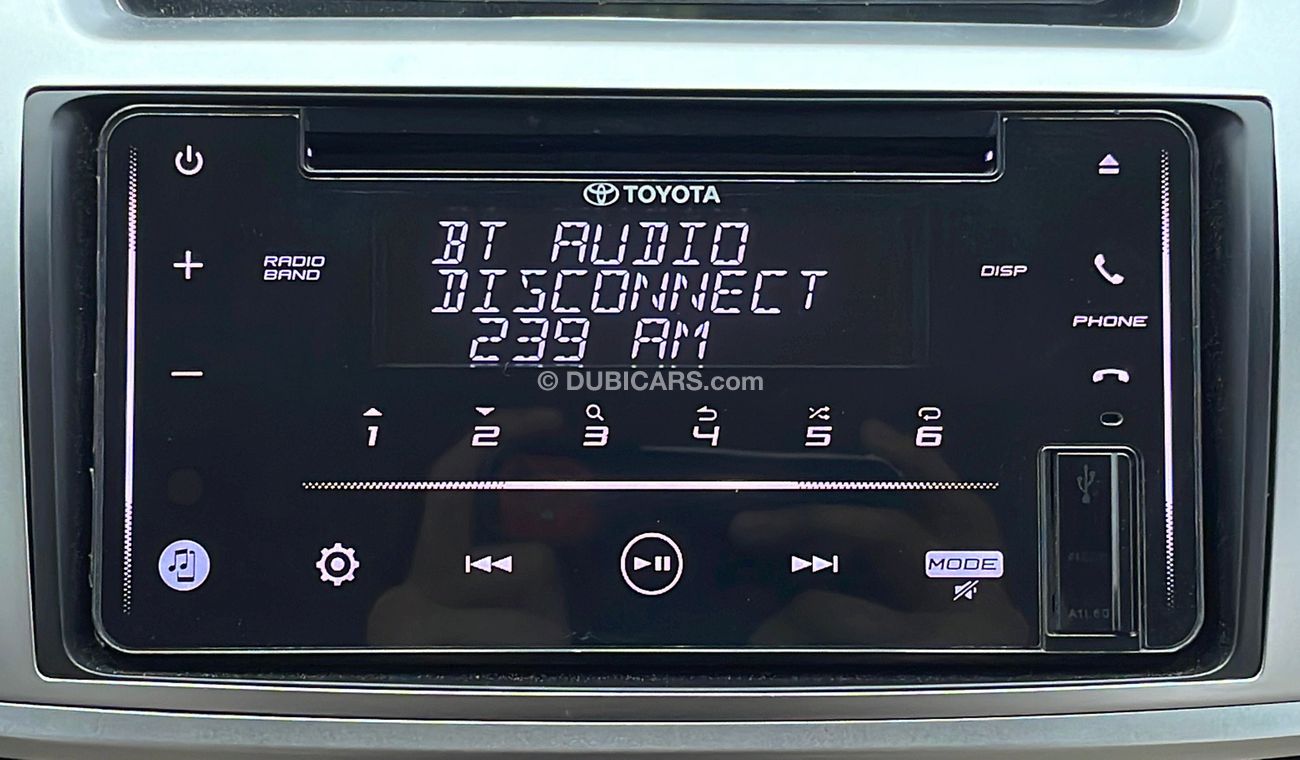 TOYOTA
BT AUDIO
DISCONNECT
239 AM
RADIO
BAND
DISP
PHONE
© DUBICARS.com
1 2 3 4 5 6
MODE